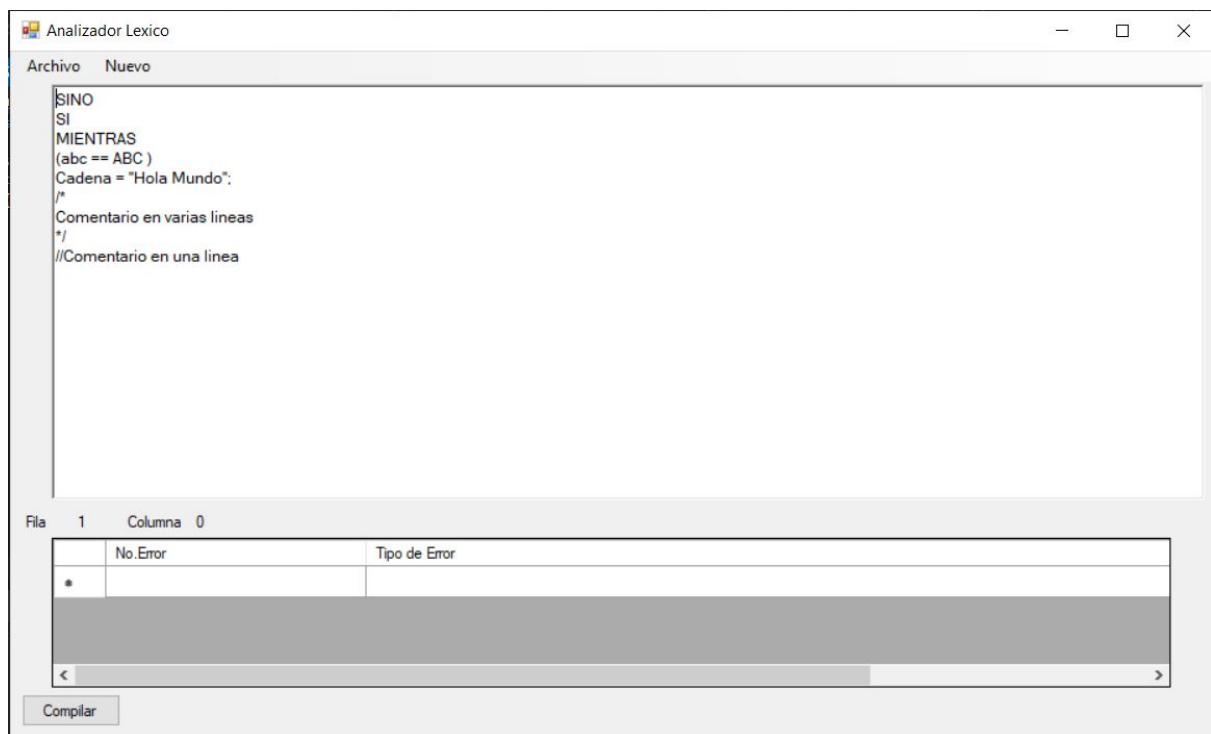 Analizador Lexico
Archivo Nuevo
SINO
SI
MIENTRAS
(abc == ABC )
Cadena = "Hola Mundo";
/*
Comentario en varias lineas
*/
//Comentario en una linea
Fila 1 Columna 0
No.Error Tipo de Error
*
Compilar